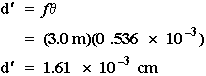 d' = fθ
= (3.0 m)(0 .536 × 10⁻³)
d' = 1.61 × 10⁻³ cm